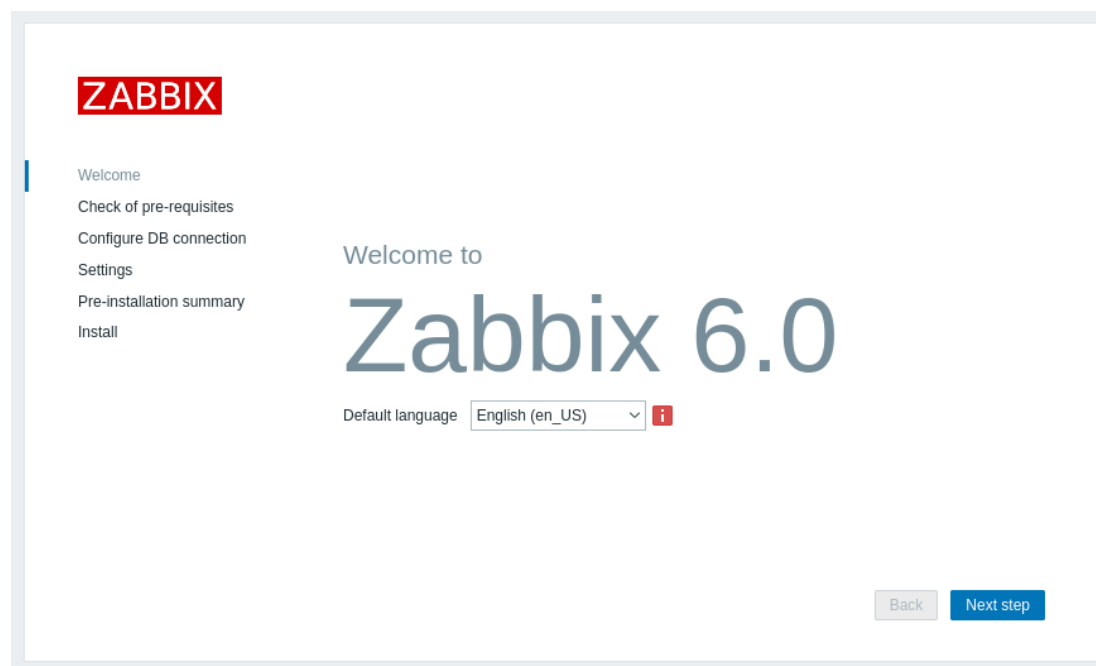 ZABBIX
Welcome
Check of pre-requisites
Configure DB connection
Settings
Pre-installation summary
Install
Welcome to
Zabbix 6.0
Default language English (en_US) i
Back Next step